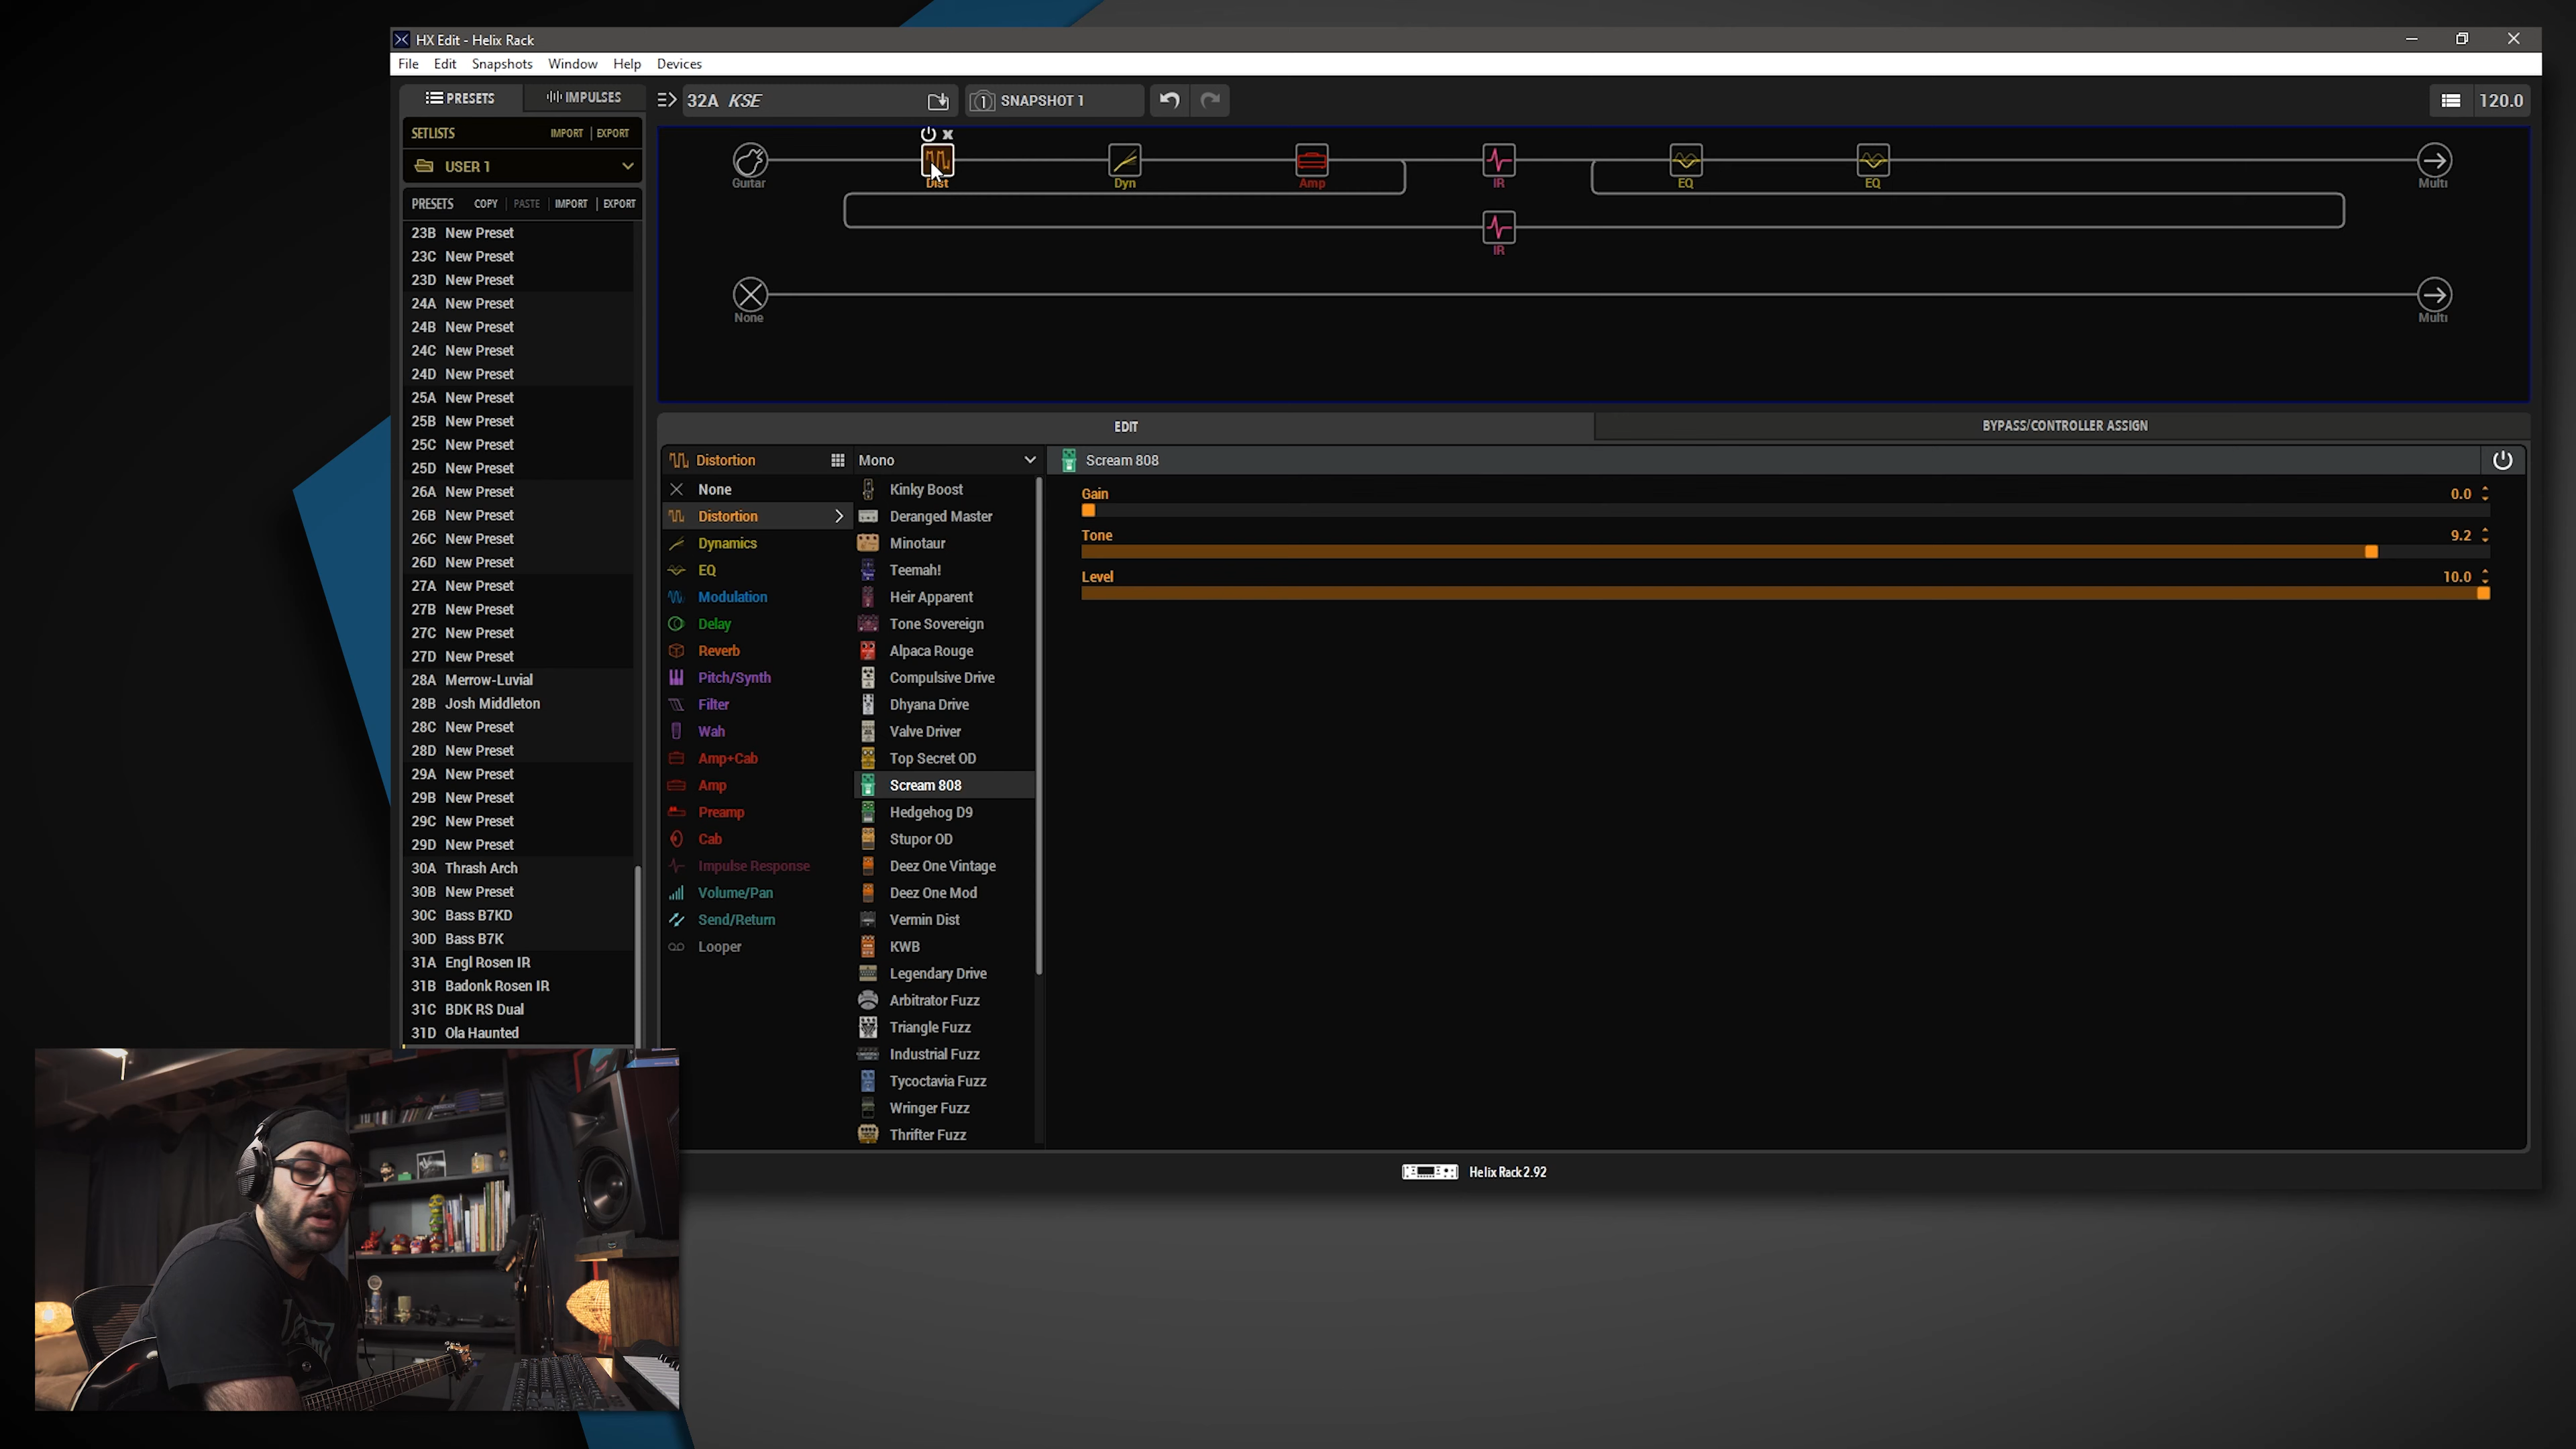 HX Edit - Helix Rack
File Edit Snapshots Window Help Devices
PRESETS IMPULSES
32A KSE
1 SNAPSHOT 1
120.0
SETLISTS IMPORT | EXPORT
USER 1
PRESETS COPY | PASTE | IMPORT | EXPORT
23B New Preset
23C New Preset
23D New Preset
24A New Preset
24B New Preset
24C New Preset
24D New Preset
25A New Preset
25B New Preset
25C New Preset
25D New Preset
26A New Preset
26B New Preset
26C New Preset
26D New Preset
27A New Preset
27B New Preset
27C New Preset
27D New Preset
28A Merrow-Luvial
28B Josh Middleton
28C New Preset
28D New Preset
29A New Preset
29B New Preset
29C New Preset
29D New Preset
30A Thrash Arch
30B New Preset
30C Bass B7KD
30D Bass B7K
31A Engl Rosen IR
31B Badonk Rosen IR
31C BDK RS Dual
31D Ola Haunted
Guitar Dist Dyn Amp IR EQ EQ Multi
IR
None Multi
EDIT
BYPASS/CONTROLLER ASSIGN
Distortion
None
Distortion
Dynamics
EQ
Modulation
Delay
Reverb
Pitch/Synth
Filter
Wah
Amp+Cab
Amp
Preamp
Cab
Impulse Response
Volume/Pan
Send/Return
Looper
Mono
Kinky Boost
Deranged Master
Minotaur
Teemah!
Heir Apparent
Tone Sovereign
Alpaca Rouge
Compulsive Drive
Dhyana Drive
Valve Driver
Top Secret OD
Scream 808
Hedgehog D9
Stupor OD
Deez One Vintage
Deez One Mod
Vermin Dist
KWB
Legendary Drive
Arbitrator Fuzz
Triangle Fuzz
Industrial Fuzz
Tycoctavia Fuzz
Wringer Fuzz
Thrifter Fuzz
Scream 808
Gain 0.0
Tone 9.2
Level 10.0
Helix Rack 2.92